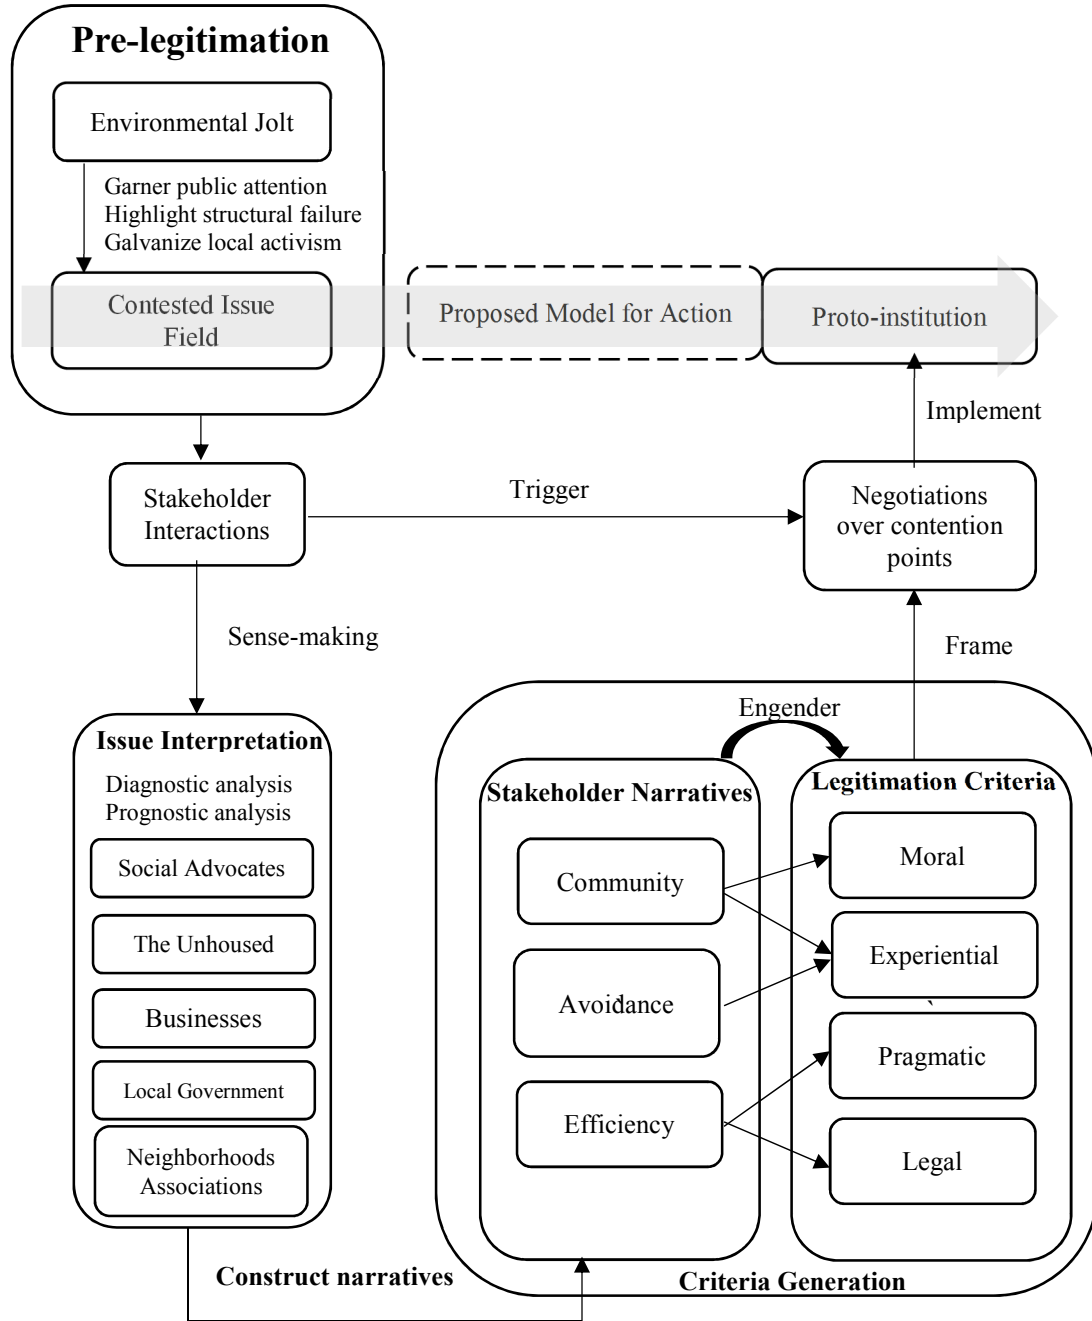 Pre-legitimation
Environmental Jolt
Garner public attention
Highlight structural failure
Galvanize local activism
Contested Issue
Field
Proposed Model for Action
Proto-institution
Implement
Stakeholder
Interactions
Trigger
Negotiations
over contention
points
Sense-making
Frame
Issue Interpretation
Diagnostic analysis
Prognostic analysis
Social Advocates
The Unhoused
Businesses
Local Government
Neighborhoods
Associations
Engender
Stakeholder Narratives
Community
Avoidance
Efficiency
Legitimation Criteria
Moral
Experiential
Pragmatic
Legal
Construct narratives
Criteria Generation